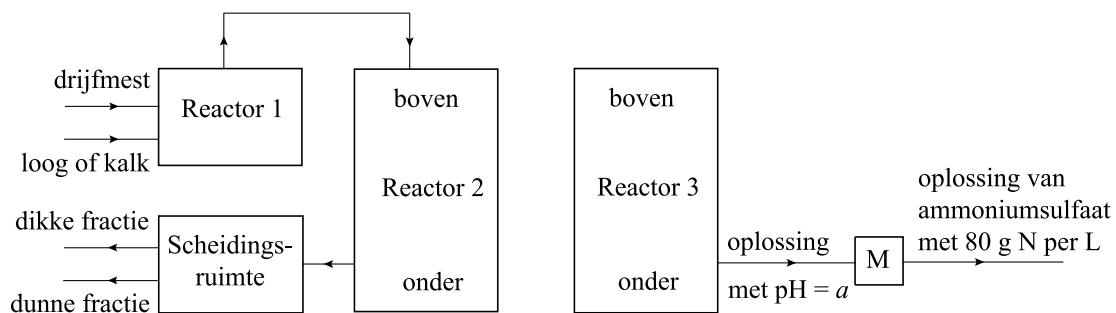 drijfmest
loog of kalk
Reactor 1
dikke fractie
dunne fractie
Scheidings-
ruimte
boven
Reactor 2
onder
boven
Reactor 3
onder
oplossing
met pH = a
M
oplossing van
ammoniumsulfaat
met 80 g N per L